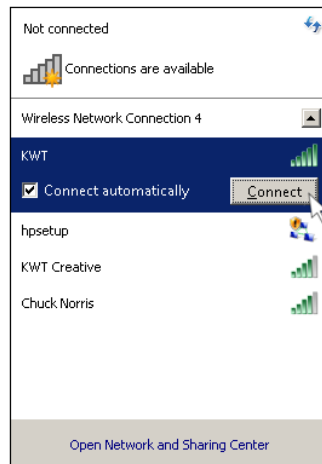 Not connected
Connections are available
Wireless Network Connection 4
KWT
Connect automatically
Connect
hpsetup
KWT Creative
Chuck Norris
Open Network and Sharing Center